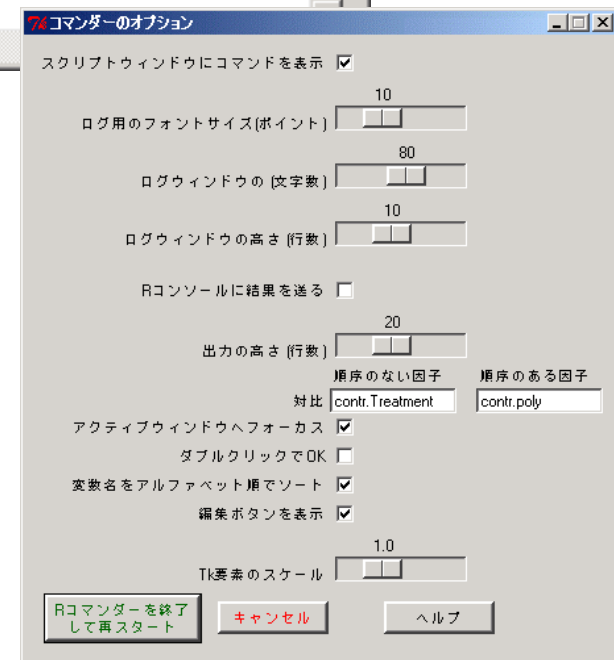 コマンダーのオプション
スクリプトウィンドウにコマンドを表示
10
ログ用のフォントサイズ(ポイント)
80
ログウィンドウの (文字数)
10
ログウィンドウの高さ (行数)
Rコンソールに結果を送る
20
出力の高さ (行数)
順序のない因子 順序のある因子
対比 contr.Treatment contr.poly
アクティブウィンドウへフォーカス
ダブルクリックでOK
変数名をアルファベット順でソート
編集ボタンを表示
1.0
Tk要素のスケール
Rコマンダーを終了
して再スタート
キャンセル ヘルプ